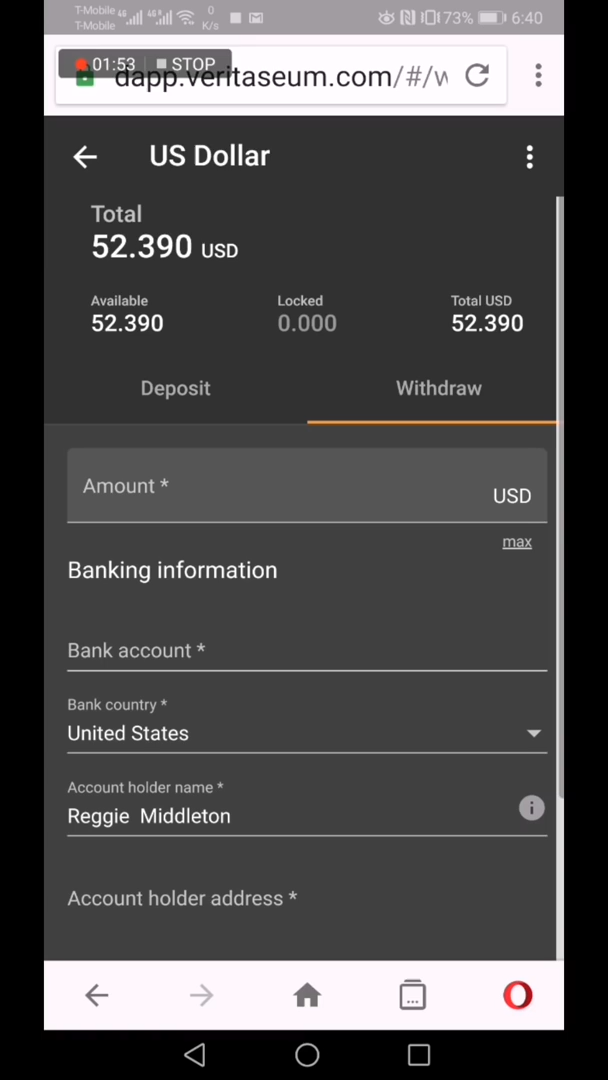 T-Mobile 4G 4G 0 73% 6:40
T-Mobile K/s
01:53 STOP
dapp.veritaseum.com/#/w
US Dollar
Total
52.390 USD
Available Locked Total USD
52.390 0.000 52.390
Deposit Withdraw
Amount *
USD
max
Banking information
Bank account *
Bank country *
United States
Account holder name *
Reggie Middleton
Account holder address *